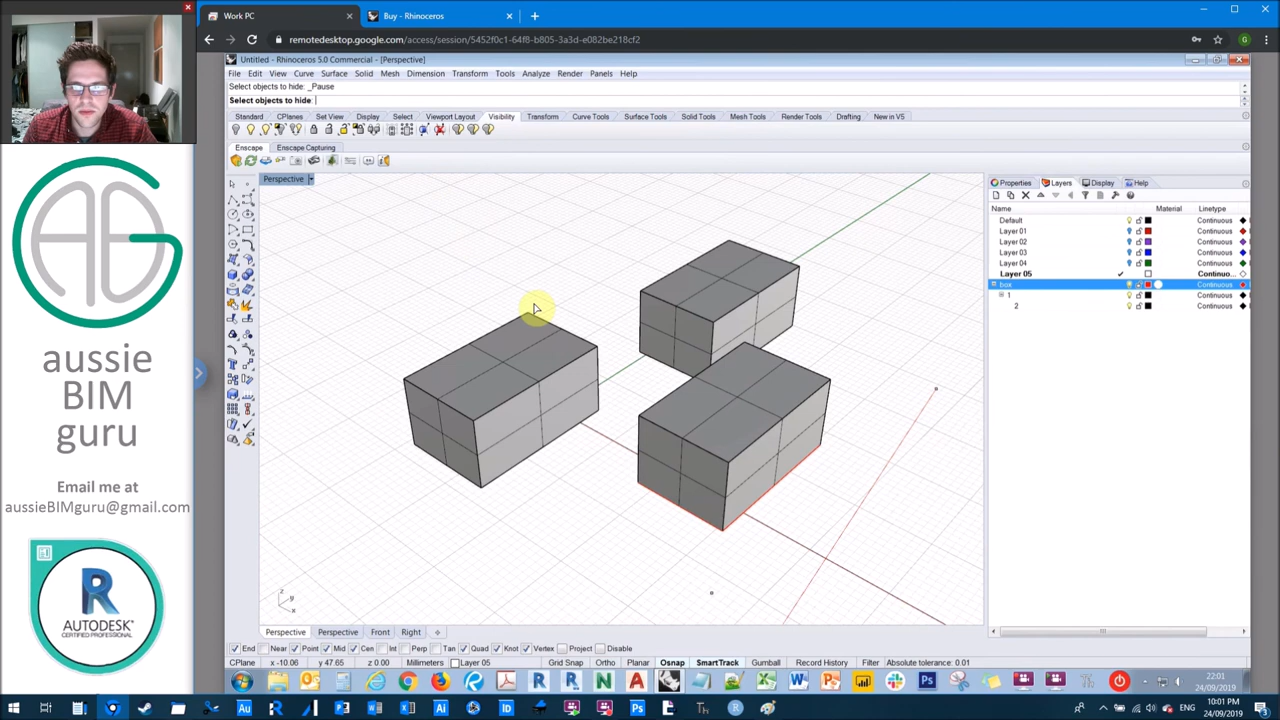 Work PC
Buy - Rhinoceros
remotedesktop.google.com/access/session/5452f0c1-64f8-b805-3a3d-e082be218cf2
Untitled - Rhinoceros 5.0 Commercial - [Perspective]
File Edit View Curve Surface Solid Mesh Dimension Transform Tools Analyze Render Panels Help
Select objects to hide: _Pause
Select objects to hide:
Standard CPlanes Set View Display Select Viewport Layout Visibility Transform Curve Tools Surface Tools Solid Tools Mesh Tools Render Tools Drafting New in V5
Enscape Enscape Capturing
Perspective
Properties Layers Display Help
Name Material Linetype
Default Continuous
Layer 01 Continuous
Layer 02 Continuous
Layer 03 Continuous
Layer 04 Continuous
Layer 05 Continuo...
box Continuous
1 Continuous
2 Continuous
z
y
x
Perspective Perspective Front Right
End Near Point Mid Cen Int Perp Tan Quad Knot Vertex Project Disable
CPlane x -10.06 y 47.65 z 0.00 Millimeters Layer 05 Grid Snap Ortho Planar Osnap SmartTrack Gumball Record History Filter Absolute tolerance: 0.01
22:01
24/09/2019
10:01 PM
24/09/2019
aussie
BIM
guru
Email me at
aussieBIMguru@gmail.com
R
AUTODESK
CERTIFIED PROFESSIONAL